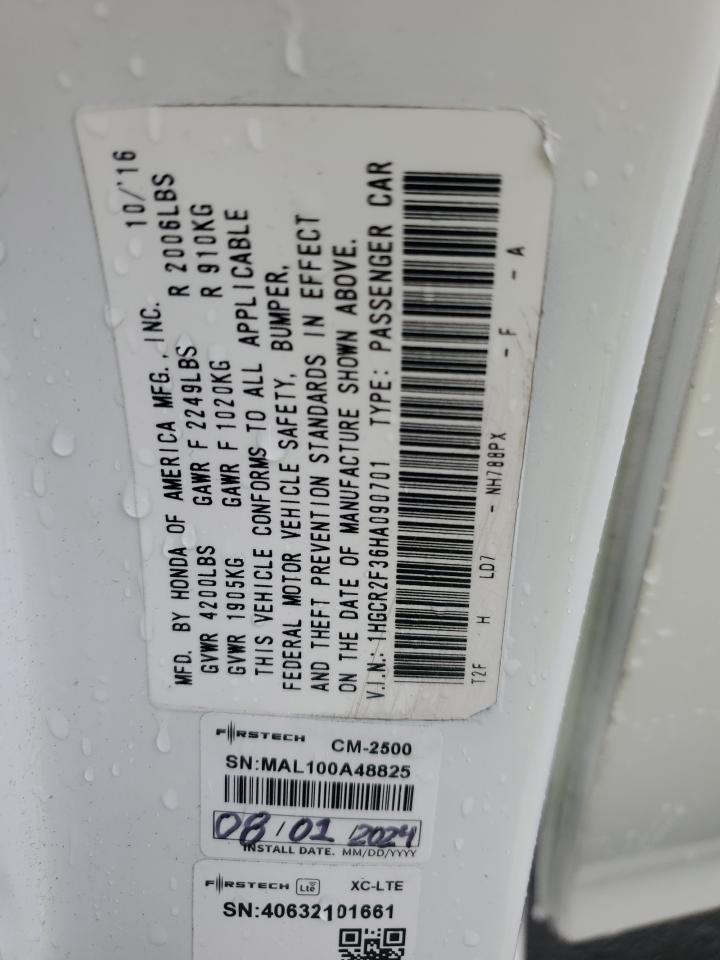 MFD. BY HONDA OF AMERICA MFG., INC. 10/'16
GVWR 4200LBS GAWR F 2249LBS R 2006LBS
GVWR 1905KG GAWR F 1020KG R 910KG
THIS VEHICLE CONFORMS TO ALL APPLICABLE
FEDERAL MOTOR VEHICLE SAFETY, BUMPER,
AND THEFT PREVENTION STANDARDS IN EFFECT
ON THE DATE OF MANUFACTURE SHOWN ABOVE.
V.I.N.: 1HGCR2F36HA090701 TYPE: PASSENGER CAR
T2F H LD7 - NH788PX - F - A
FIRSTECH CM-2500
SN:MAL100A48825
08/01/2024
INSTALL DATE. MM/DD/YYYY
FIRSTECH Lte XC-LTE
SN:40632101661